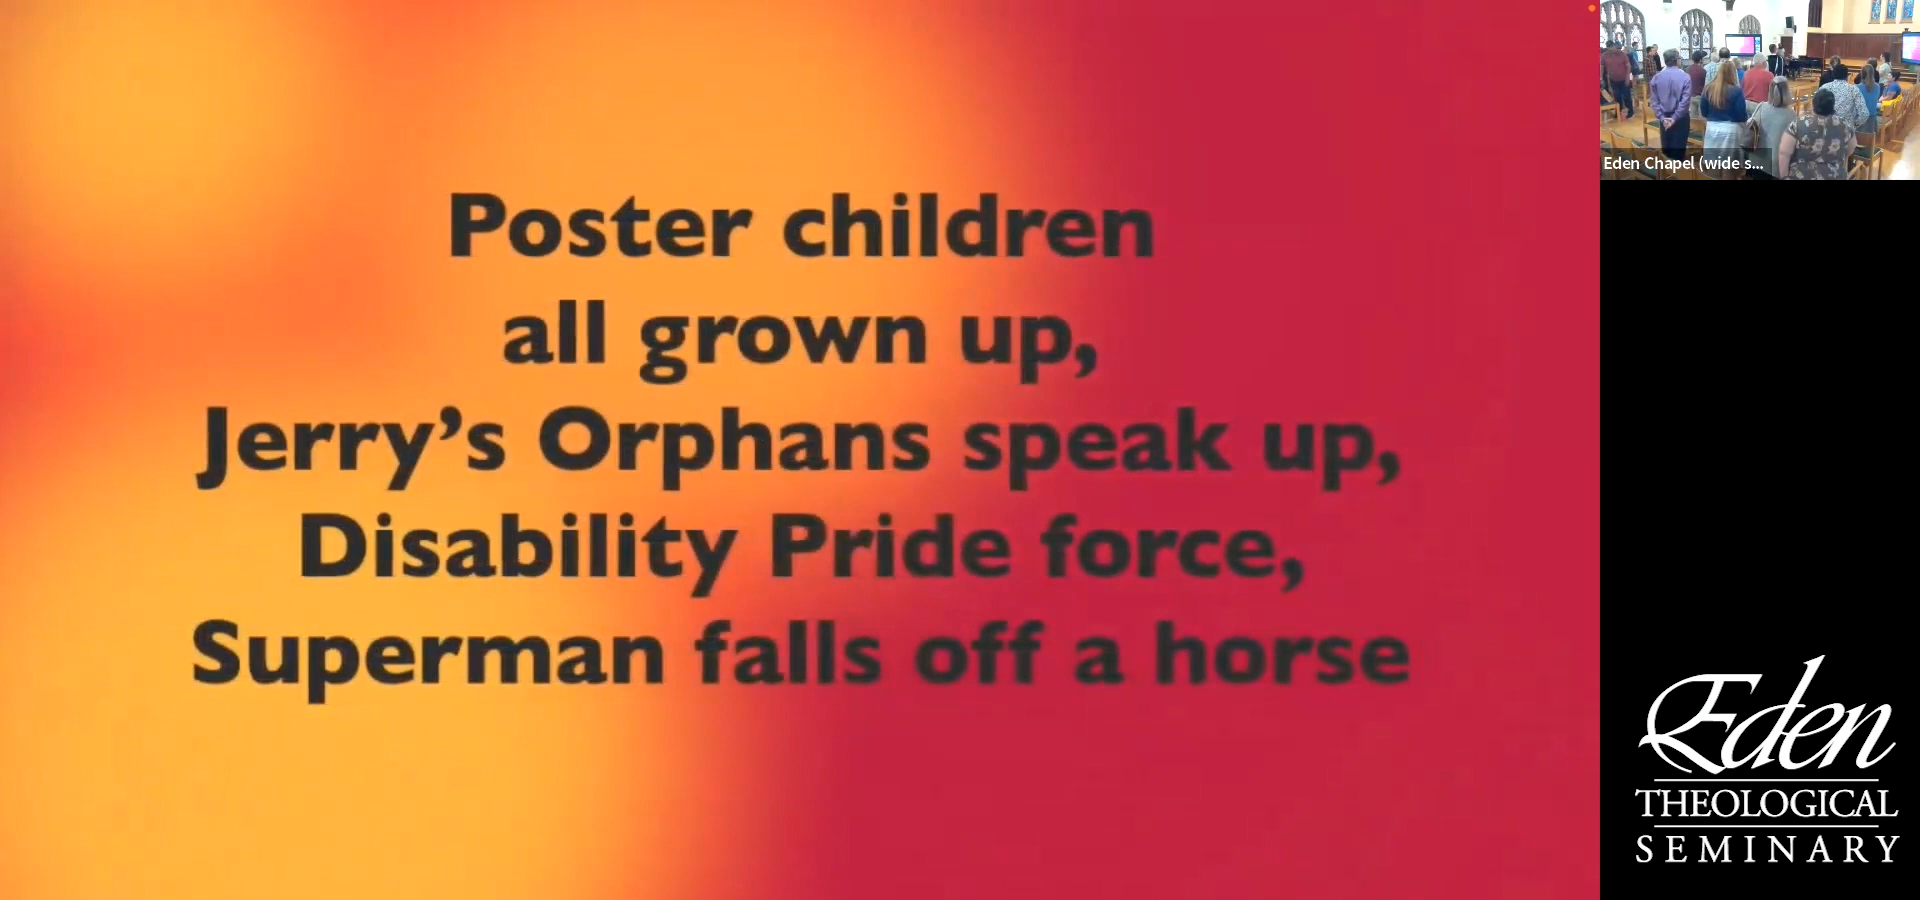 Poster children
all grown up,
Jerry’s Orphans speak up,
Disability Pride force,
Superman falls off a horse
Eden Chapel (wide s...
Eden
THEOLOGICAL
SEMINARY